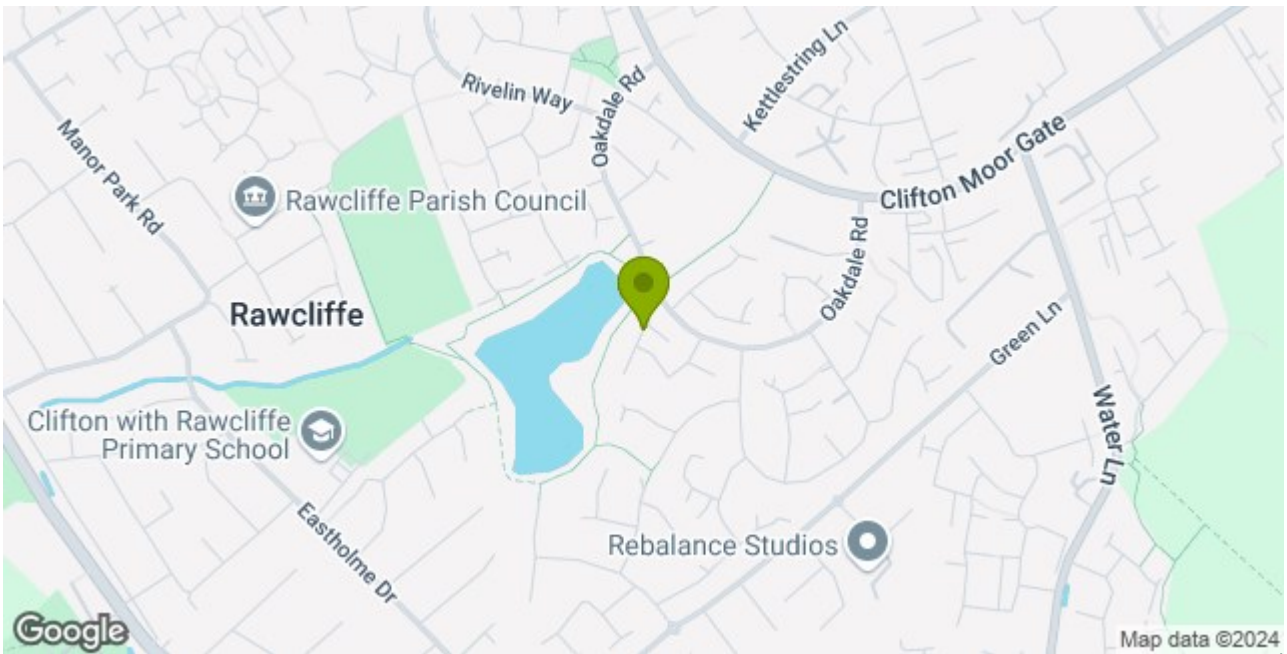 Kettlestring Ln
Rivelin Way
Oakdale Rd
Manor Park Rd
Clifton Moor Gate
Rawcliffe Parish Council
Oakdale Rd
Rawcliffe
Green Ln
Clifton with Rawcliffe
Primary School
Water Ln
Eastholme Dr
Rebalance Studios
Google
Map data ©2024